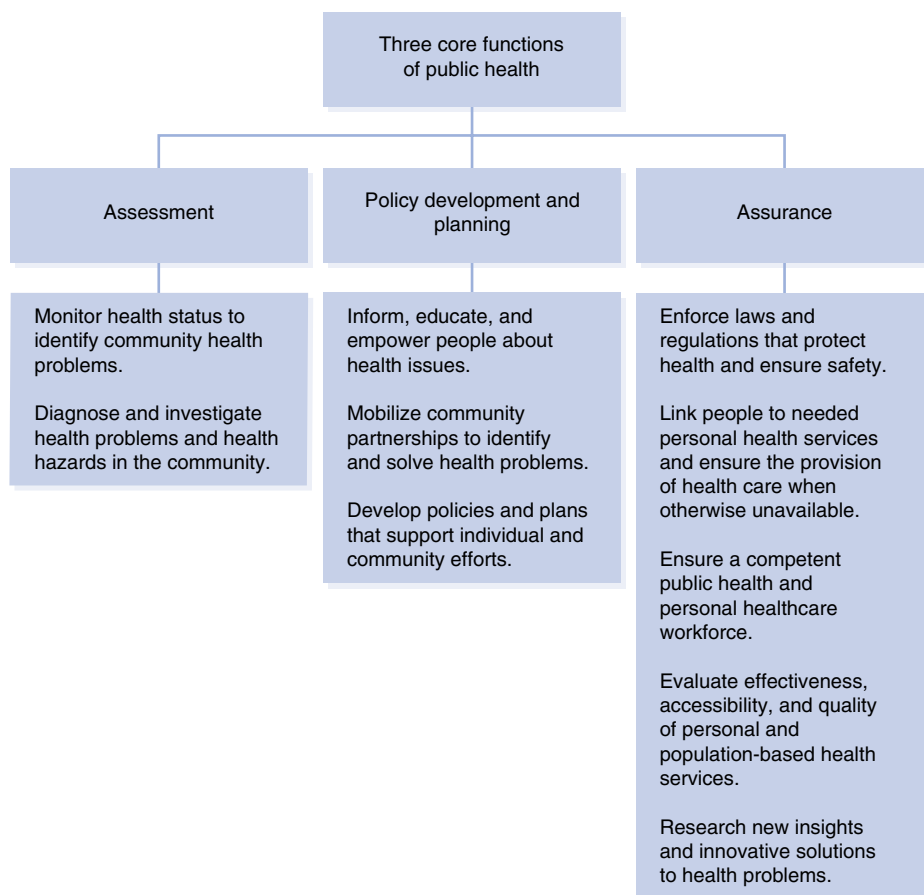 Three core functions
of public health
Assessment
Policy development and
planning
Assurance
Monitor health status to
identify community health
problems.
Diagnose and investigate
health problems and health
hazards in the community.
Inform, educate, and
empower people about
health issues.
Mobilize community
partnerships to identify
and solve health problems.
Develop policies and plans
that support individual and
community efforts.
Enforce laws and
regulations that protect
health and ensure safety.
Link people to needed
personal health services
and ensure the provision
of health care when
otherwise unavailable.
Ensure a competent
public health and
personal healthcare
workforce.
Evaluate effectiveness,
accessibility, and quality
of personal and
population-based health
services.
Research new insights
and innovative solutions
to health problems.